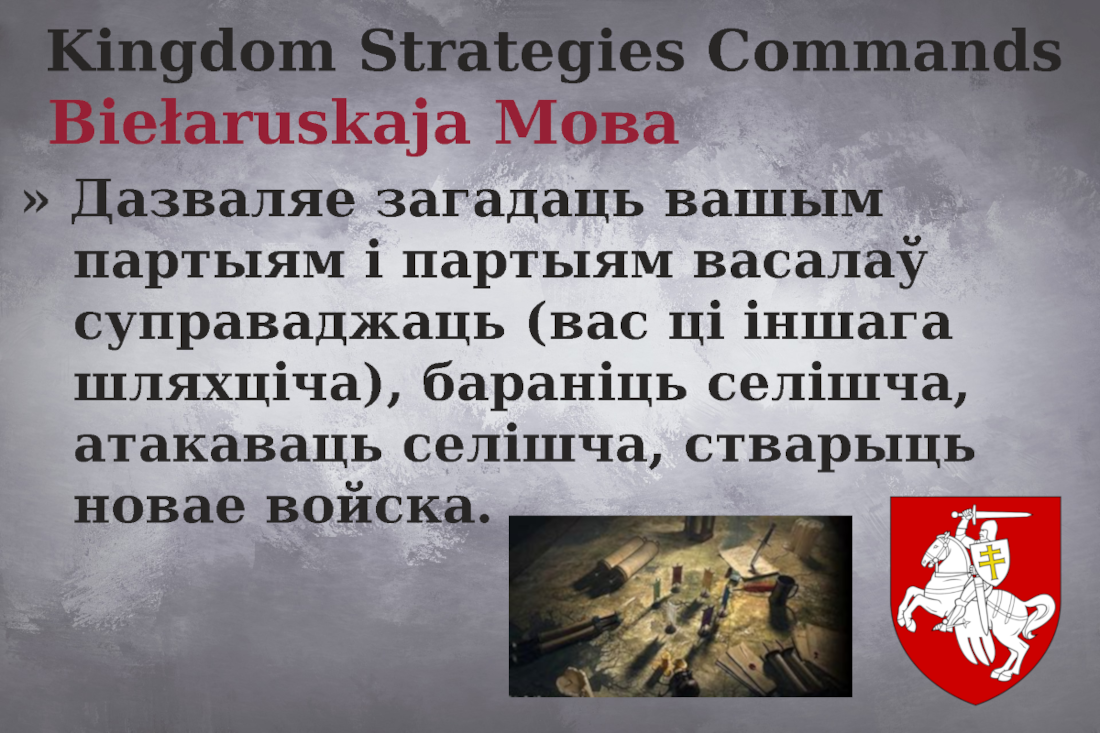 Kingdom Strategies Commands
Biełaruskaja Мова
» Дазваляе загадаць вашым
партыям і партыям васалаў
суправаджаць (вас ці іншага
шляхціча), бараніць селішча,
атакаваць селішча, стварыць
новае войска.